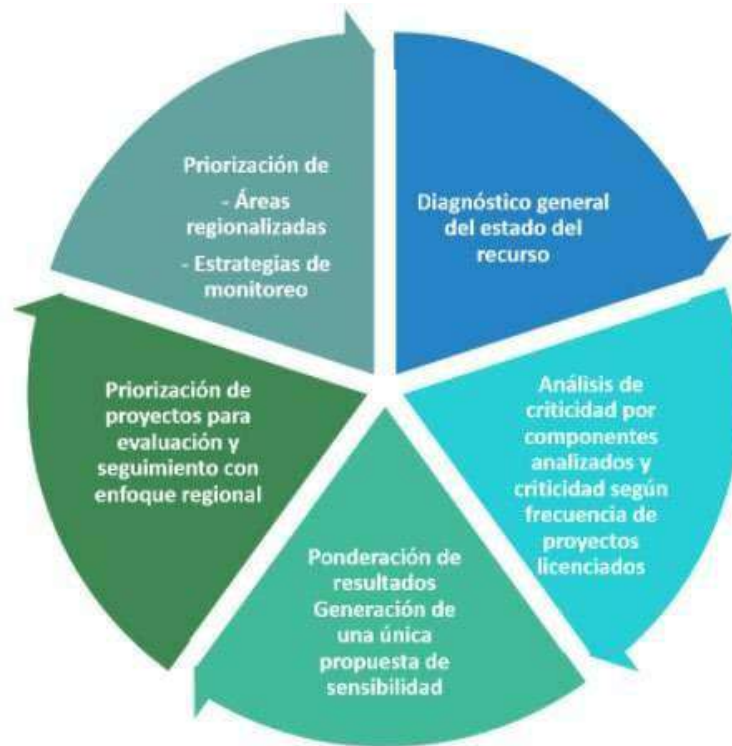 Diagnóstico general
del estado del
recurso
Análisis de
criticidad por
componentes
analizados y
criticidad según
frecuencia de
proyectos
licenciados
Ponderación de
resultados
Generación de
una única
propuesta de
sensibilidad
Priorización de
proyectos para
evaluación y
seguimiento con
enfoque regional
Priorización de
- Áreas
regionalizadas
- Estrategias de
monitoreo